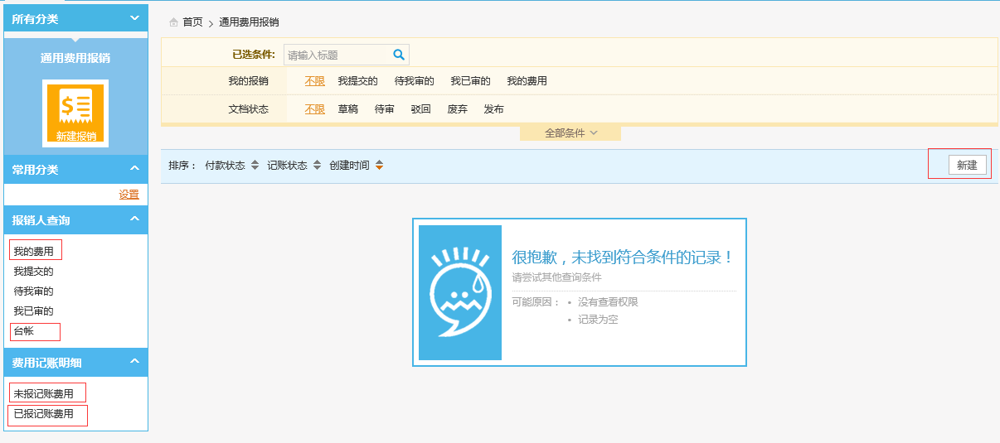 所有分类
通用费用报销
新建报销
常用分类
设置
报销人查询
我的费用
我提交的
待我审的
我已审的
台帐
费用记账明细
未报记账费用
已报记账费用
首页 > 通用费用报销
已选条件: 请输入标题
我的报销 不限 我提交的 待我审的 我已审的 我的费用
文档状态 不限 草稿 待审 驳回 废弃 发布
全部条件
排序： 付款状态 记账状态 创建时间 新建
很抱歉，未找到符合条件的记录！
请尝试其他查询条件
可能原因： • 没有查看权限
• 记录为空